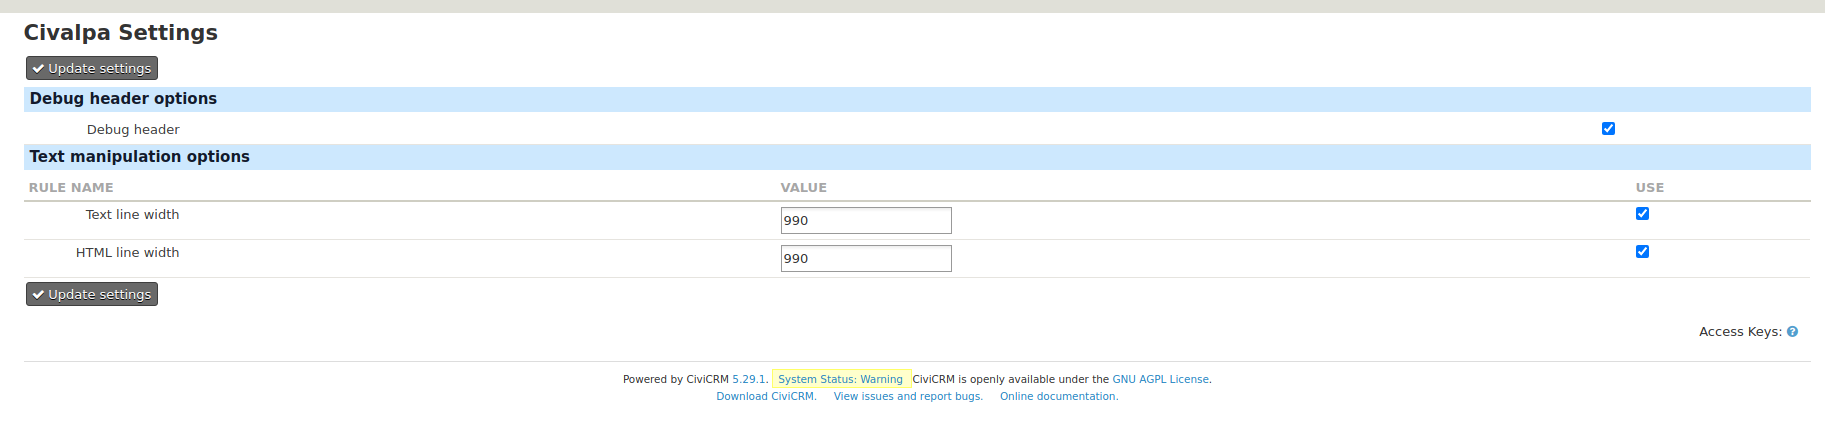 Civalpa Settings
Update settings
Debug header options
Debug header
Text manipulation options
RULE NAME VALUE USE
Text line width 990
HTML line width 990
Update settings
Access Keys: ?
Powered by CiviCRM 5.29.1. System Status: Warning CiviCRM is openly available under the GNU AGPL License.
Download CiviCRM. View issues and report bugs. Online documentation.